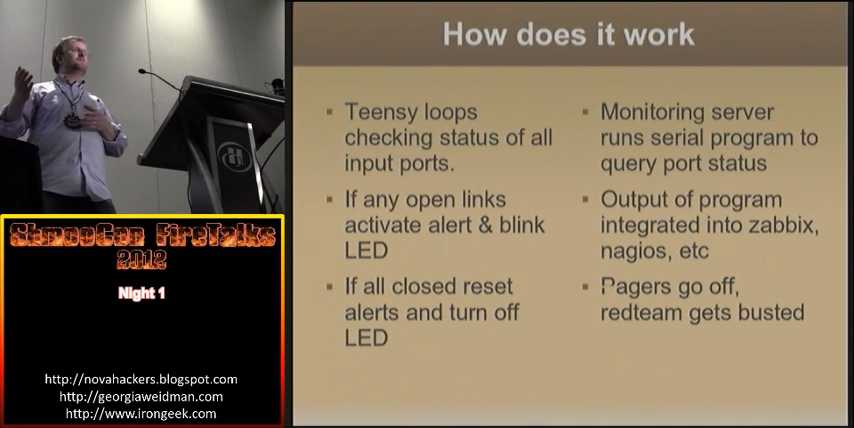 How does it work
Teensy loops
checking status of all
input ports.
If any open links
activate alert & blink
LED
If all closed reset
alerts and turn off
LED
Monitoring server
runs serial program to
query port status
Output of program
integrated into zabbix,
nagios, etc
Pagers go off,
redteam gets busted
ShmooCon FireTalks
2012
Night 1
http://novahackers.blogspot.com
http://georgiaweidman.com
http://www.irongeek.com